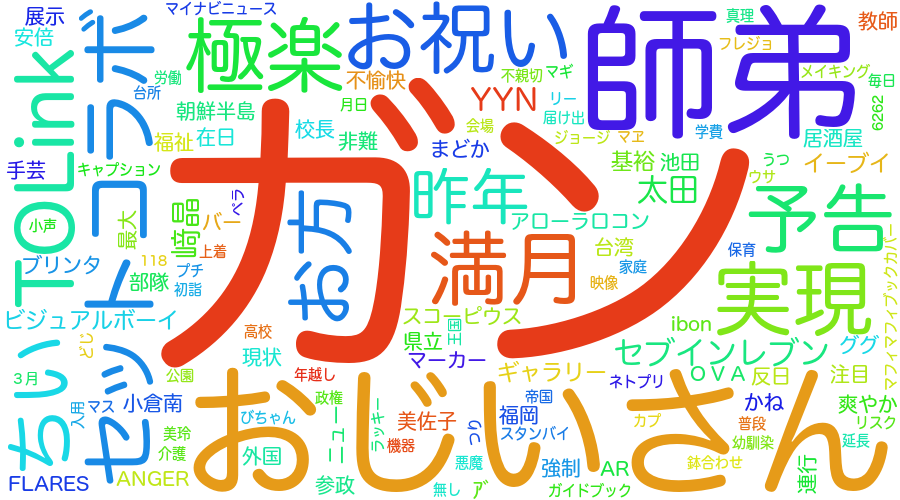 展示
マイナビニュース
安倍
コラボ
極楽
お祝い
師弟
真理
教師
フレジョ
労働
台所
不愉快
不親切
マギ
メイキング
毎日
TOLink
朝鮮半島
月日
YYN
リー
届け出
6262
福祉
在日
校長
会場
ジョージ
マヱ
学費
居酒屋
非難
まどか
基裕
池田
うつ
イーブイ
手芸
キャプション
ガン
ウサ
ペラ
お方
昨年
太田
予告
小声
最大
﨑晶
バー
アローラロコン
台湾
保育
マフィマフィブックカバー
ブリンタ
118
プチ
上着
満月
家庭
映像
実現
部隊
初詣
セット
ビジュアルボーイ
スコーピウス
ibon
どじ
高校
県立
王国
現状
マーカー
セブインレブン
ググ
ちい
3月
公園
年越し
ギャラリー
ネトプリ
OVA
反日
注目
入用
マス
小倉南
おじいさん
政権
帝国
かね
爽やか
びちゃん
ニュー
ラッキー
美佐子
つり
福岡
カプ
普段
リスク
美玲
機器
スタンバイ
幼馴染
延長
介護
外国
悪魔
強制
AR
鉢合わせ
連行
FLARES
ANGER
参政
無し
ガイドブック